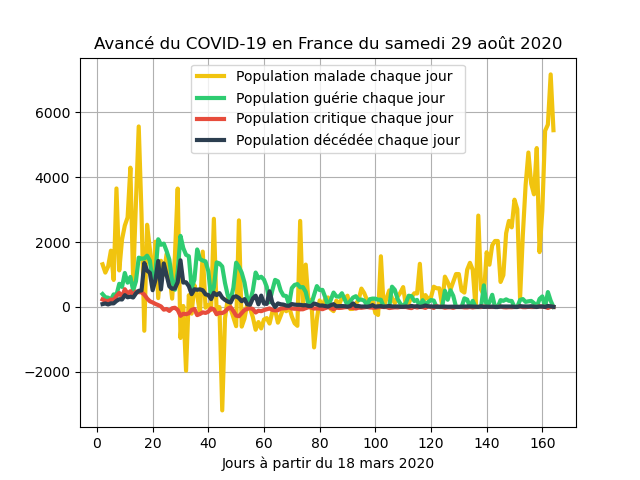 Avancé du COVID-19 en France du samedi 29 août 2020
Population malade chaque jour
Population guérie chaque jour
Population critique chaque jour
Population décédée chaque jour
6000
4000
2000
0
−2000
0 20 40 60 80 100 120 140 160
Jours à partir du 18 mars 2020